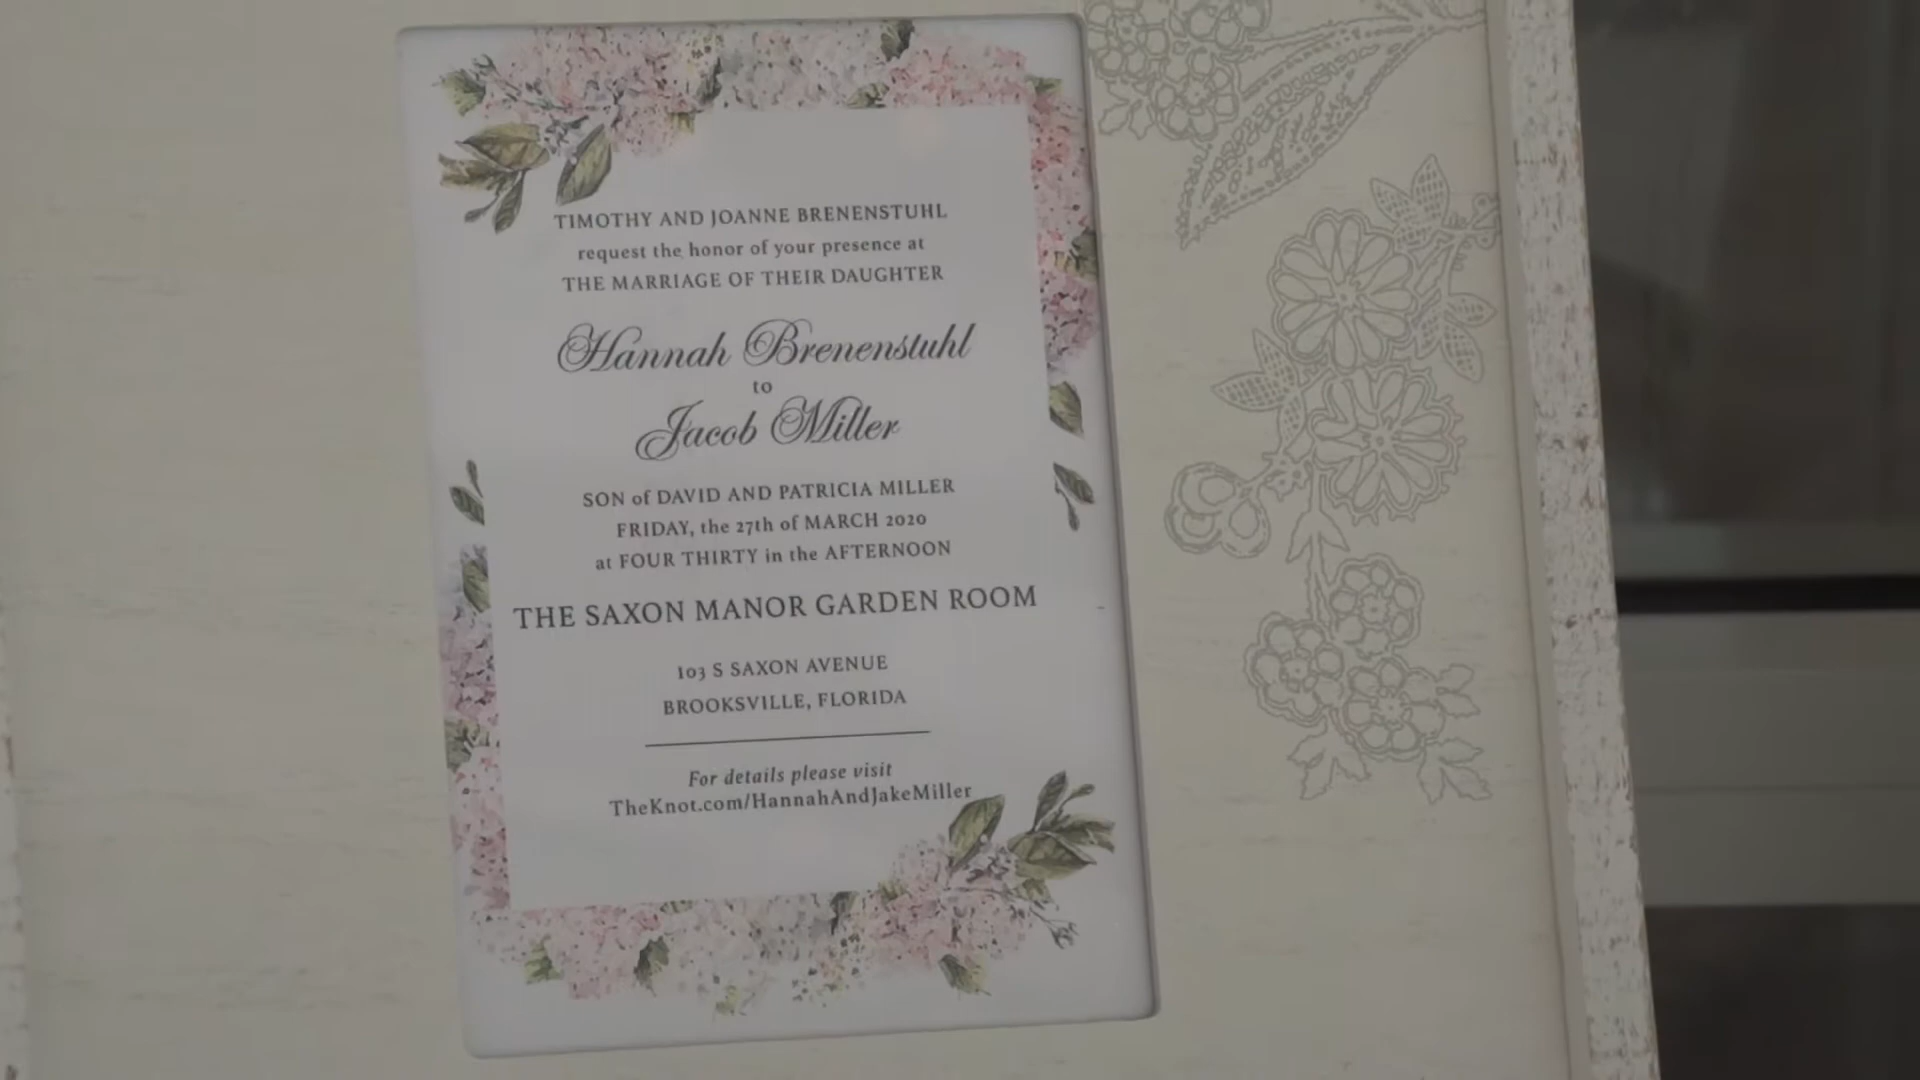 TIMOTHY AND JOANNE BRENENSTUHL
request the honor of your presence at
THE MARRIAGE OF THEIR DAUGHTER
Hannah Brenenstuhl
to
Jacob Miller
SON of DAVID AND PATRICIA MILLER
FRIDAY, the 27th of MARCH 2020
at FOUR THIRTY in the AFTERNOON
THE SAXON MANOR GARDEN ROOM
103 S SAXON AVENUE
BROOKSVILLE, FLORIDA
For details please visit
TheKnot.com/HannahAndJakeMiller